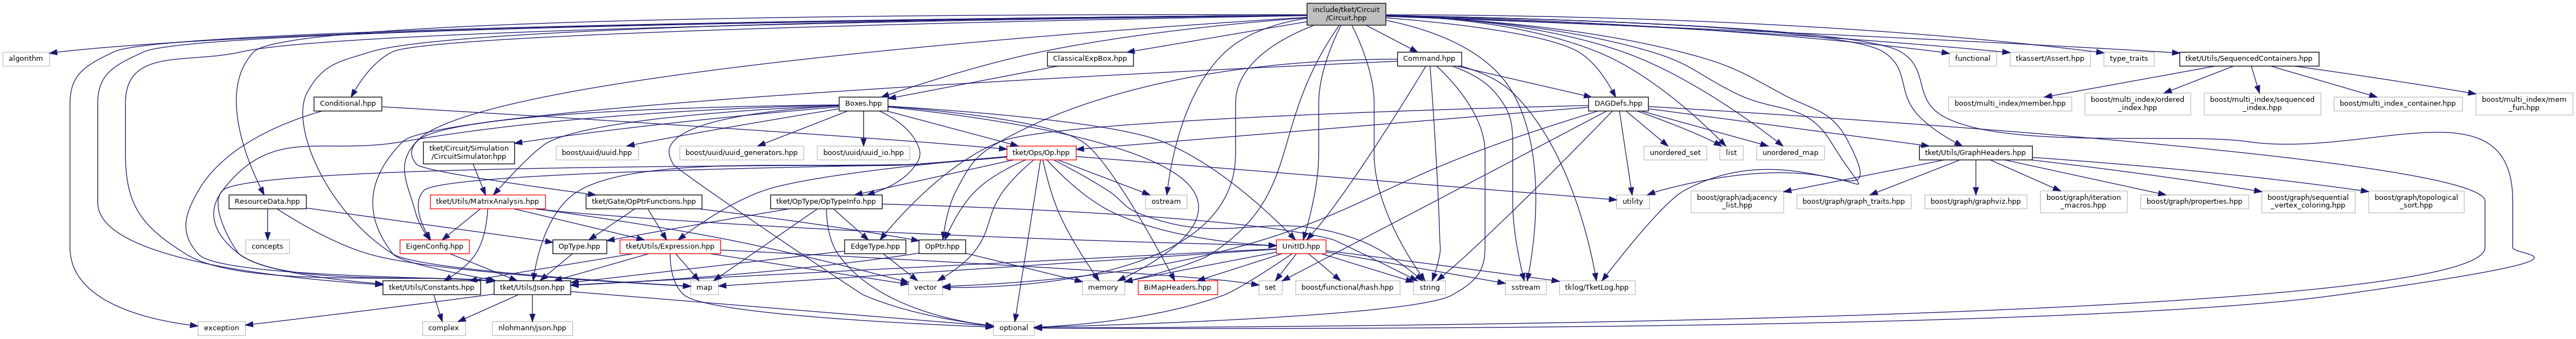 include/tket/Circuit
/Circuit.hpp
algorithm
ClassicalExpBox.hpp
Command.hpp
functional
tkassert/Assert.hpp
type_traits
tket/Utils/SequencedContainers.hpp
Conditional.hpp
Boxes.hpp
DAGDefs.hpp
boost/multi_index/member.hpp
boost/multi_index/ordered
_index.hpp
boost/multi_index/sequenced
_index.hpp
boost/multi_index_container.hpp
boost/multi_index/mem
_fun.hpp
tket/Circuit/Simulation
/CircuitSimulator.hpp
boost/uuid/uuid.hpp
boost/uuid/uuid_generators.hpp
boost/uuid/uuid_io.hpp
tket/Ops/Op.hpp
unordered_set
list
unordered_map
tket/Utils/GraphHeaders.hpp
ResourceData.hpp
tket/Utils/MatrixAnalysis.hpp
tket/Gate/OpPtrFunctions.hpp
tket/OpType/OpTypeInfo.hpp
ostream
utility
boost/graph/adjacency
_list.hpp
boost/graph/graph_traits.hpp
boost/graph/graphviz.hpp
boost/graph/iteration
_macros.hpp
boost/graph/properties.hpp
boost/graph/sequential
_vertex_coloring.hpp
boost/graph/topological
_sort.hpp
concepts
EigenConfig.hpp
OpType.hpp
tket/Utils/Expression.hpp
EdgeType.hpp
OpPtr.hpp
UnitID.hpp
tket/Utils/Constants.hpp
tket/Utils/Json.hpp
map
vector
memory
BiMapHeaders.hpp
set
boost/functional/hash.hpp
string
sstream
tklog/TketLog.hpp
exception
complex
nlohmann/json.hpp
optional